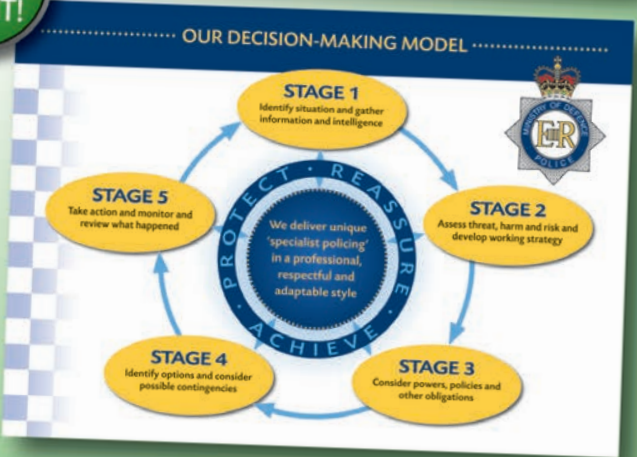 T!
OUR DECISION-MAKING MODEL
STAGE 1
Identify situation and gather
information and intelligence
STAGE 2
Assess threat, harm and risk and
develop working strategy
STAGE 3
Consider powers, policies and
other obligations
STAGE 4
Identify options and consider
possible contingencies
STAGE 5
Take action and monitor and
review what happened
PROTECT · REASSURE · ACHIEVE ·
We deliver unique
'specialist policing'
in a professional,
respectful and
adaptable style
MINISTRY OF DEFENCE
POLICE
EIIR